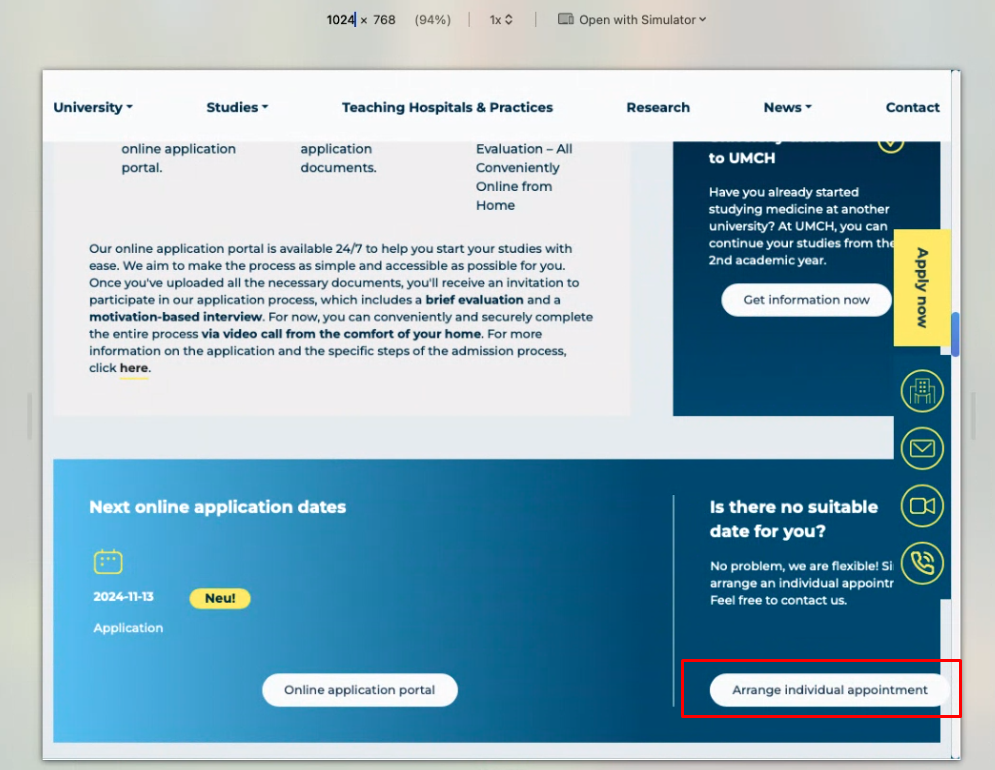 1024 × 768 (94%) 1x Open with Simulator
University Studies Teaching Hospitals & Practices Research News Contact
online application
portal.
application
documents.
Evaluation – All
Conveniently
Online from
Home
to UMCH
Have you already started
studying medicine at another
university? At UMCH, you can
continue your studies from the
2nd academic year.
Get information now
Apply now
Our online application portal is available 24/7 to help you start your studies with
ease. We aim to make the process as simple and accessible as possible for you.
Once you've uploaded all the necessary documents, you'll receive an invitation to
participate in our application process, which includes a brief evaluation and a
motivation-based interview. For now, you can conveniently and securely complete
the entire process via video call from the comfort of your home. For more
information on the application and the specific steps of the admission process,
click here.
Next online application dates
2024-11-13 Neu!
Application
Online application portal
Is there no suitable
date for you?
No problem, we are flexible!
arrange an individual
Feel free to contact us.
Arrange individual appointment